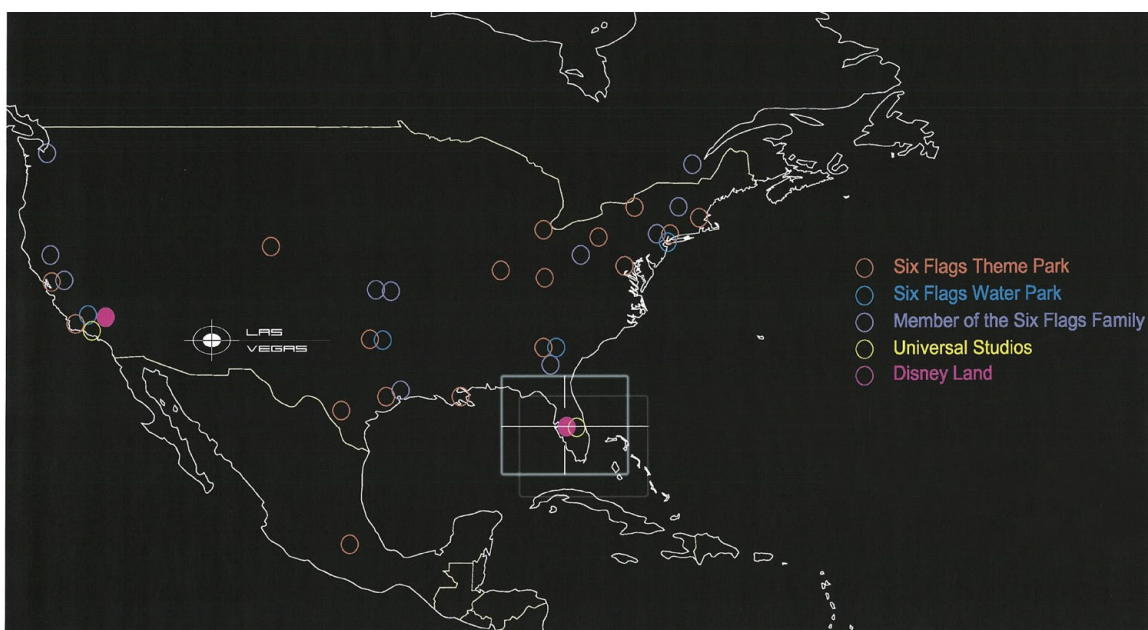 LAS
VEGAS
Six Flags Theme Park
Six Flags Water Park
Member of the Six Flags Family
Universal Studios
Disney Land